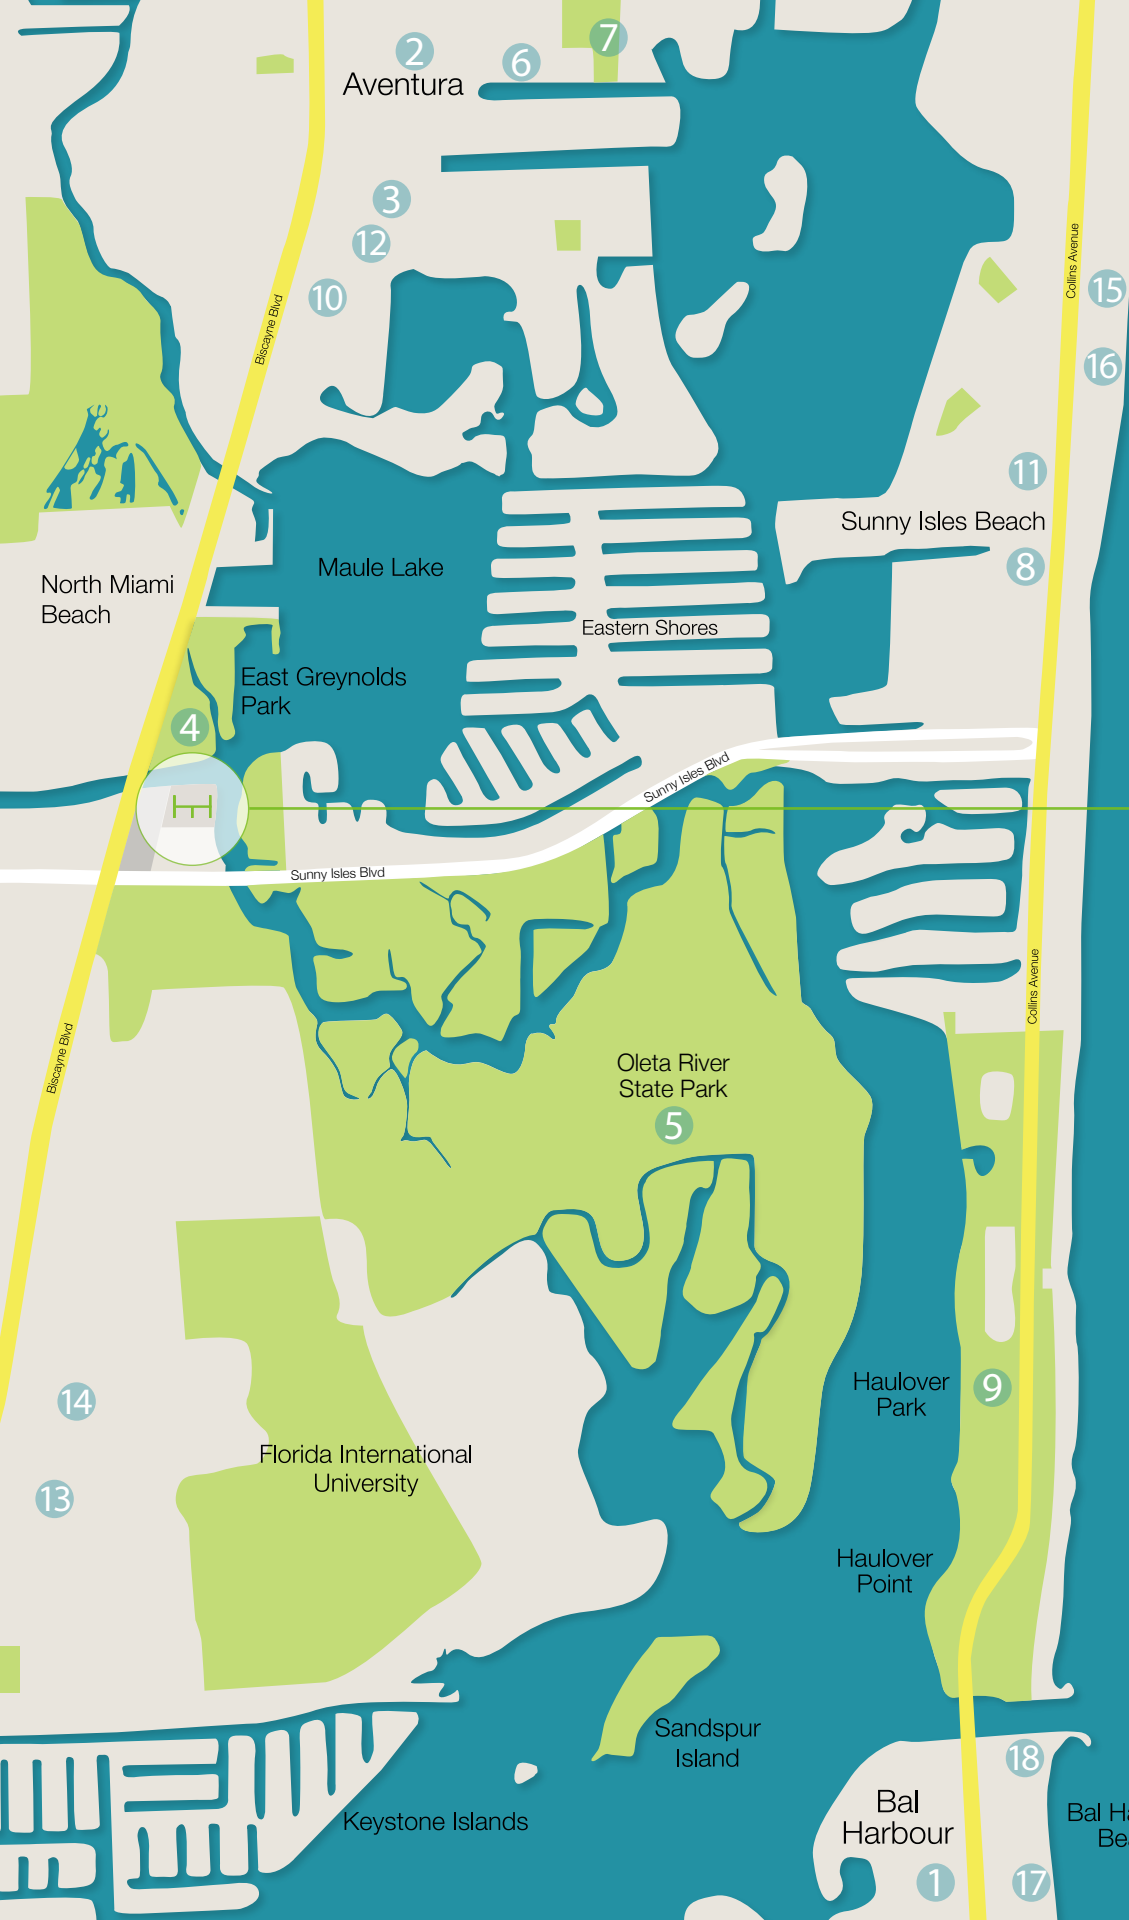 7
2
6
Aventura
3
12
Collins Avenue
15
10
Biscayne Blvd
16
11
Sunny Isles Beach
8
Maule Lake
North Miami
Beach
Eastern Shores
East Greynolds
Park
4
Sunny Isles Blvd
Sunny Isles Blvd
Collins Avenue
Biscayne Blvd
Oleta River
State Park
5
Haulover
Park
9
14
Florida International
University
13
Haulover
Point
Sandspur
Island
18
Keystone Islands
Bal
Harbour
Bal Ha
Be
1
17